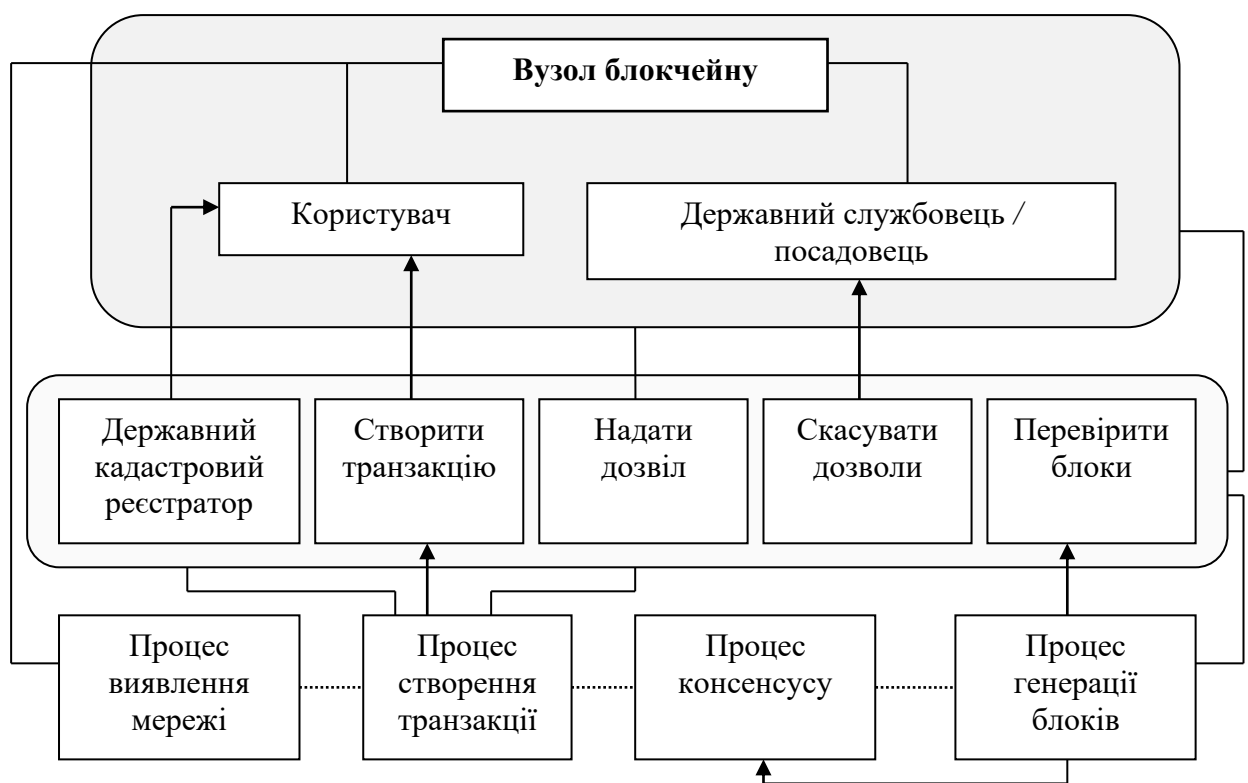 Вузол блокчейну
Користувач
Державний службовець /
посадовець
Державний
кадастровий
реєстратор
Створити
транзакцію
Надати
дозвіл
Скасувати
дозволи
Перевірити
блоки
Процес
виявлення
мережі
Процес
створення
транзакції
Процес
консенсусу
Процес
генерації
блоків